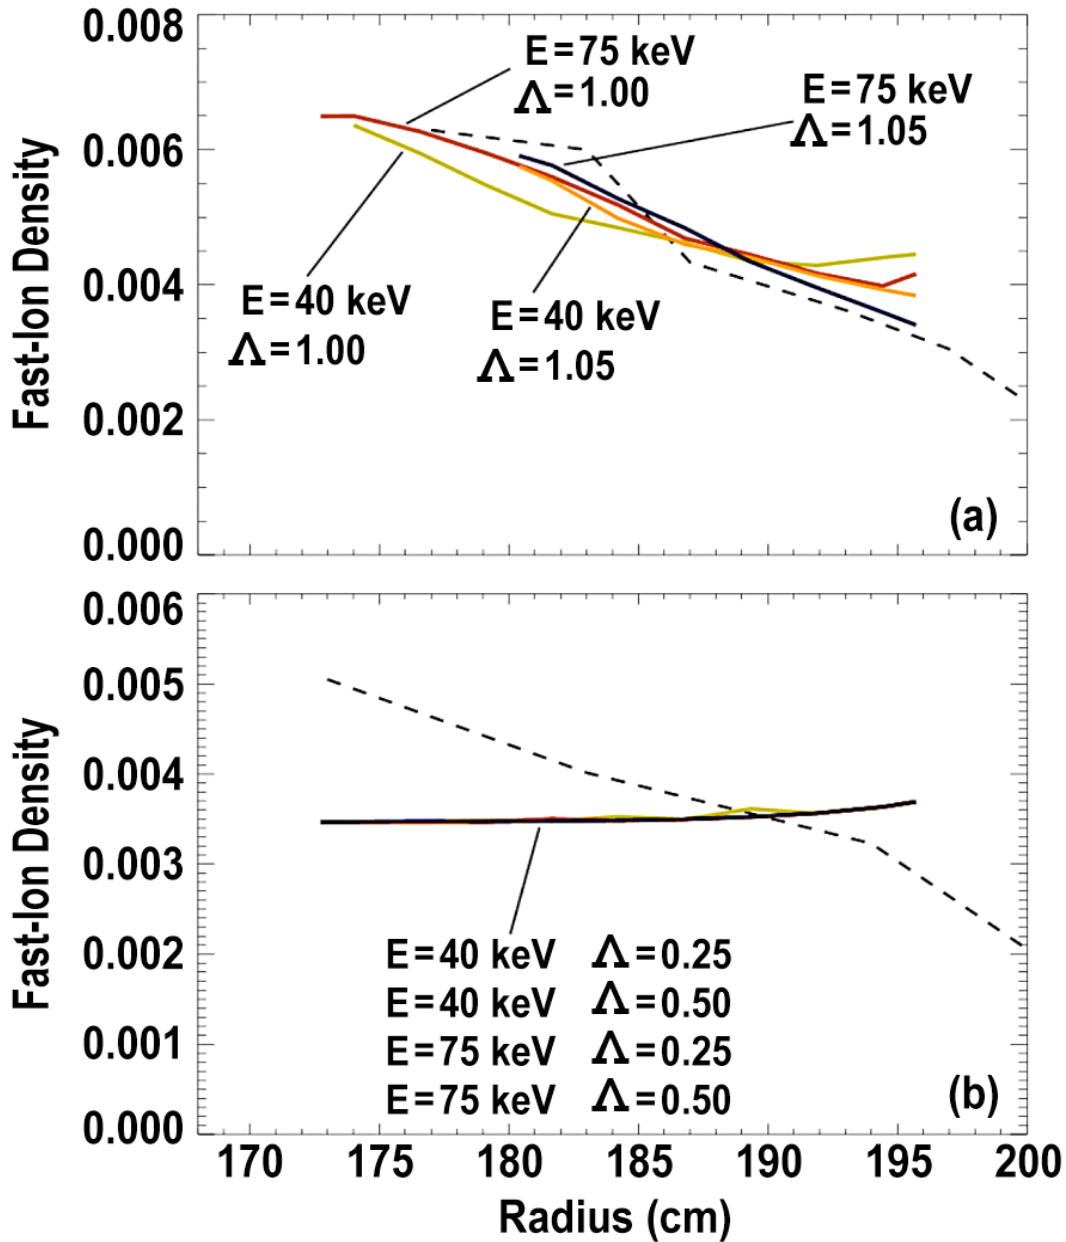 0.008
E=75 keV
Λ=1.00
E=75 keV
Λ=1.05
0.006
Fast-Ion Density
0.004
E=40 keV
Λ=1.00
E=40 keV
Λ=1.05
0.002
(a)
0.000
0.006
0.005
0.004
Fast-Ion Density
0.003
E=40 keV Λ=0.25
0.002
E=40 keV Λ=0.50
E=75 keV Λ=0.25
0.001
E=75 keV Λ=0.50
(b)
0.000
170 175 180 185 190 195 200
Radius (cm)